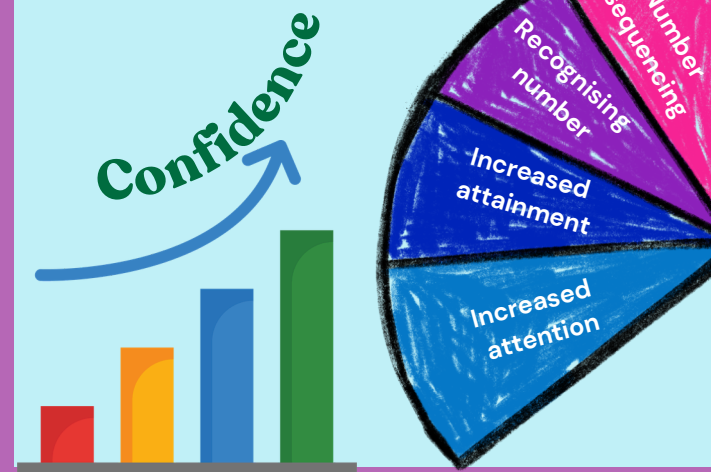 Confidence
Number
sequencing
Recognising
number
Increased
attainment
Increased
attention